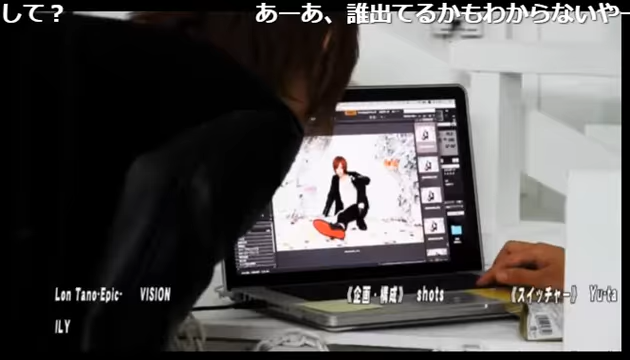 して?
あーあ、誰出てるかもわからないやー
Lon Tano-Epic- VISION
《企画・構成》 shots
《スイッチャー》 Yu-ta
ILY